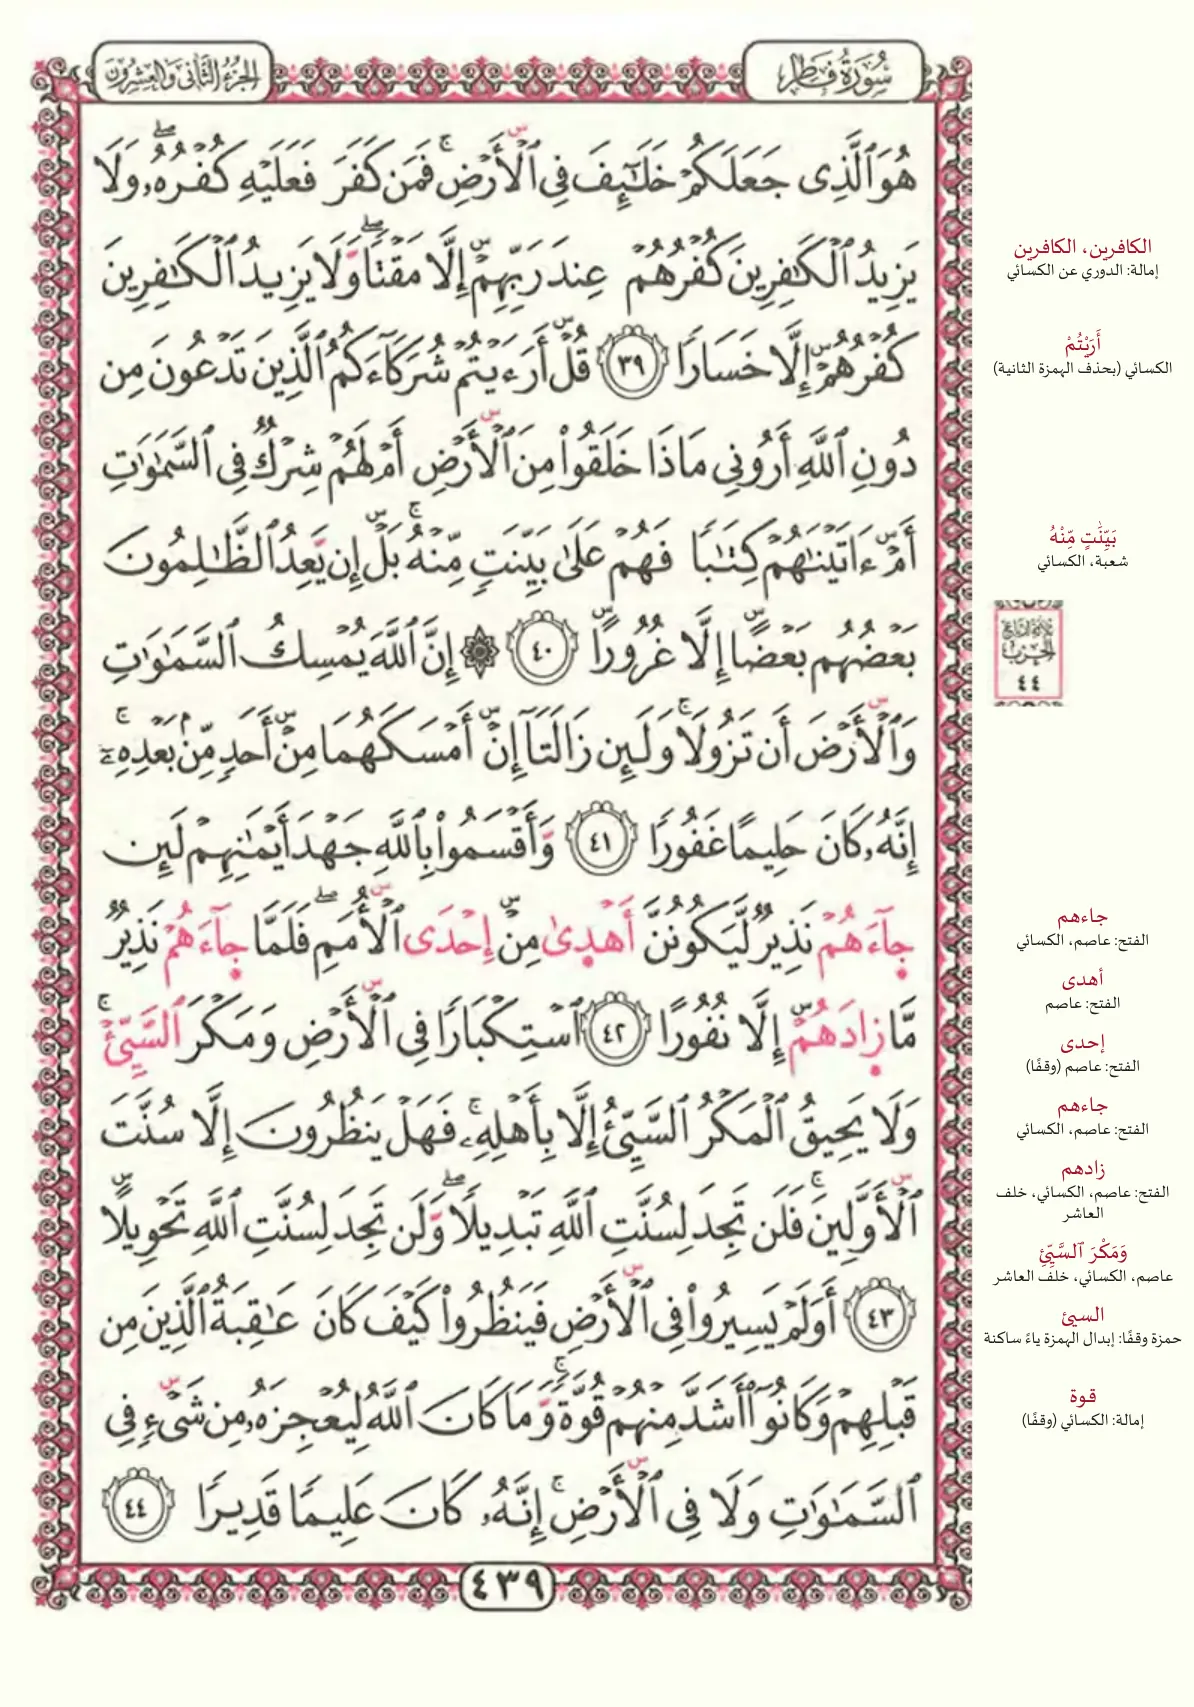 سُورَةُ فَاطِرٍ
الجُزْءُ الثَّانِي وَالعِشْرُونَ
هُوَ ٱلَّذِى جَعَلَكُمْ خَلَٰٓئِفَ فِى ٱلْأَرْضِ ۚ فَمَن كَفَرَ فَعَلَيْهِ كُفْرُهُۥ ۖ وَلَا
يَزِيدُ ٱلْكَٰفِرِينَ كُفْرُهُمْ عِندَ رَبِّهِمْ إِلَّا مَقْتًا ۖ وَلَا يَزِيدُ ٱلْكَٰفِرِينَ
كُفْرُهُمْ إِلَّا خَسَارًا ٣٩ قُلْ أَرَءَيْتُمْ شُرَكَآءَكُمُ ٱلَّذِينَ تَدْعُونَ مِن
دُونِ ٱللَّهِ أَرُونِى مَاذَا خَلَقُوا۟ مِنَ ٱلْأَرْضِ أَمْ لَهُمْ شِرْكٌ فِى ٱلسَّمَٰوَٰتِ
أَمْ ءَاتَيْنَٰهُمْ كِتَٰبًا فَهُمْ عَلَىٰ بَيِّنَتٍ مِّنْهُ ۚ بَلْ إِن يَعِدُ ٱلظَّٰلِمُونَ
بَعْضُهُم بَعْضًا إِلَّا غُرُورًا ٤٠ ۞ إِنَّ ٱللَّهَ يُمْسِكُ ٱلسَّمَٰوَٰتِ
وَٱلْأَرْضَ أَن تَزُولَا ۚ وَلَئِن زَالَتَآ إِنْ أَمْسَكَهُمَا مِنْ أَحَدٍ مِّنۢ بَعْدِهِۦٓ ۚ
إِنَّهُۥ كَانَ حَلِيمًا غَفُورًا ٤١ وَأَقْسَمُوا۟ بِٱللَّهِ جَهْدَ أَيْمَٰنِهِمْ لَئِن
جَآءَهُمْ نَذِيرٌ لَّيَكُونُنَّ أَهْدَىٰ مِنْ إِحْدَى ٱلْأُمَمِ ۖ فَلَمَّا جَآءَهُمْ نَذِيرٌ
مَّا زَادَهُمْ إِلَّا نُفُورًا ٤٢ ٱسْتِكْبَارًا فِى ٱلْأَرْضِ وَمَكْرَ ٱلسَّيِّئْ ۚ
وَلَا يَحِيقُ ٱلْمَكْرُ ٱلسَّيِّئُ إِلَّا بِأَهْلِهِۦ ۚ فَهَلْ يَنظُرُونَ إِلَّا سُنَّتَ
ٱلْأَوَّلِينَ ۚ فَلَن تَجِدَ لِسُنَّتِ ٱللَّهِ تَبْدِيلًا ۖ وَلَن تَجِدَ لِسُنَّتِ ٱللَّهِ تَحْوِيلًا
٤٣ أَوَلَمْ يَسِيرُوا۟ فِى ٱلْأَرْضِ فَيَنظُرُوا۟ كَيْفَ كَانَ عَٰقِبَةُ ٱلَّذِينَ مِن
قَبْلِهِمْ وَكَانُوٓا۟ أَشَدَّ مِنْهُمْ قُوَّةً ۚ وَمَا كَانَ ٱللَّهُ لِيُعْجِزَهُۥ مِن شَىْءٍ فِى
ٱلسَّمَٰوَٰتِ وَلَا فِى ٱلْأَرْضِ ۚ إِنَّهُۥ كَانَ عَلِيمًا قَدِيرًا ٤٤
٤٣٩
الكافرين، الكافرين
إمالة: الدوري عن الكسائي
أَرَيْتُمْ
الكسائي (بحذف الهمزة الثانية)
بَيِّنَٰتٍ مِّنْهُ
شعبة، الكسائي
ثلاثة أرباع
الحزب
٤٤
جاءهم
الفتح: عاصم، الكسائي
أهدى
الفتح: عاصم
إحدى
الفتح: عاصم (وقفًا)
جاءهم
الفتح: عاصم، الكسائي
زادهم
الفتح: عاصم، الكسائي، خلف
العاشر
وَمَكْرَ ٱلسَّيِّئِ
عاصم، الكسائي، خلف العاشر
السيئ
حمزة وقفًا: إبدال الهمزة ياءً ساكنة
قوة
إمالة: الكسائي (وقفًا)